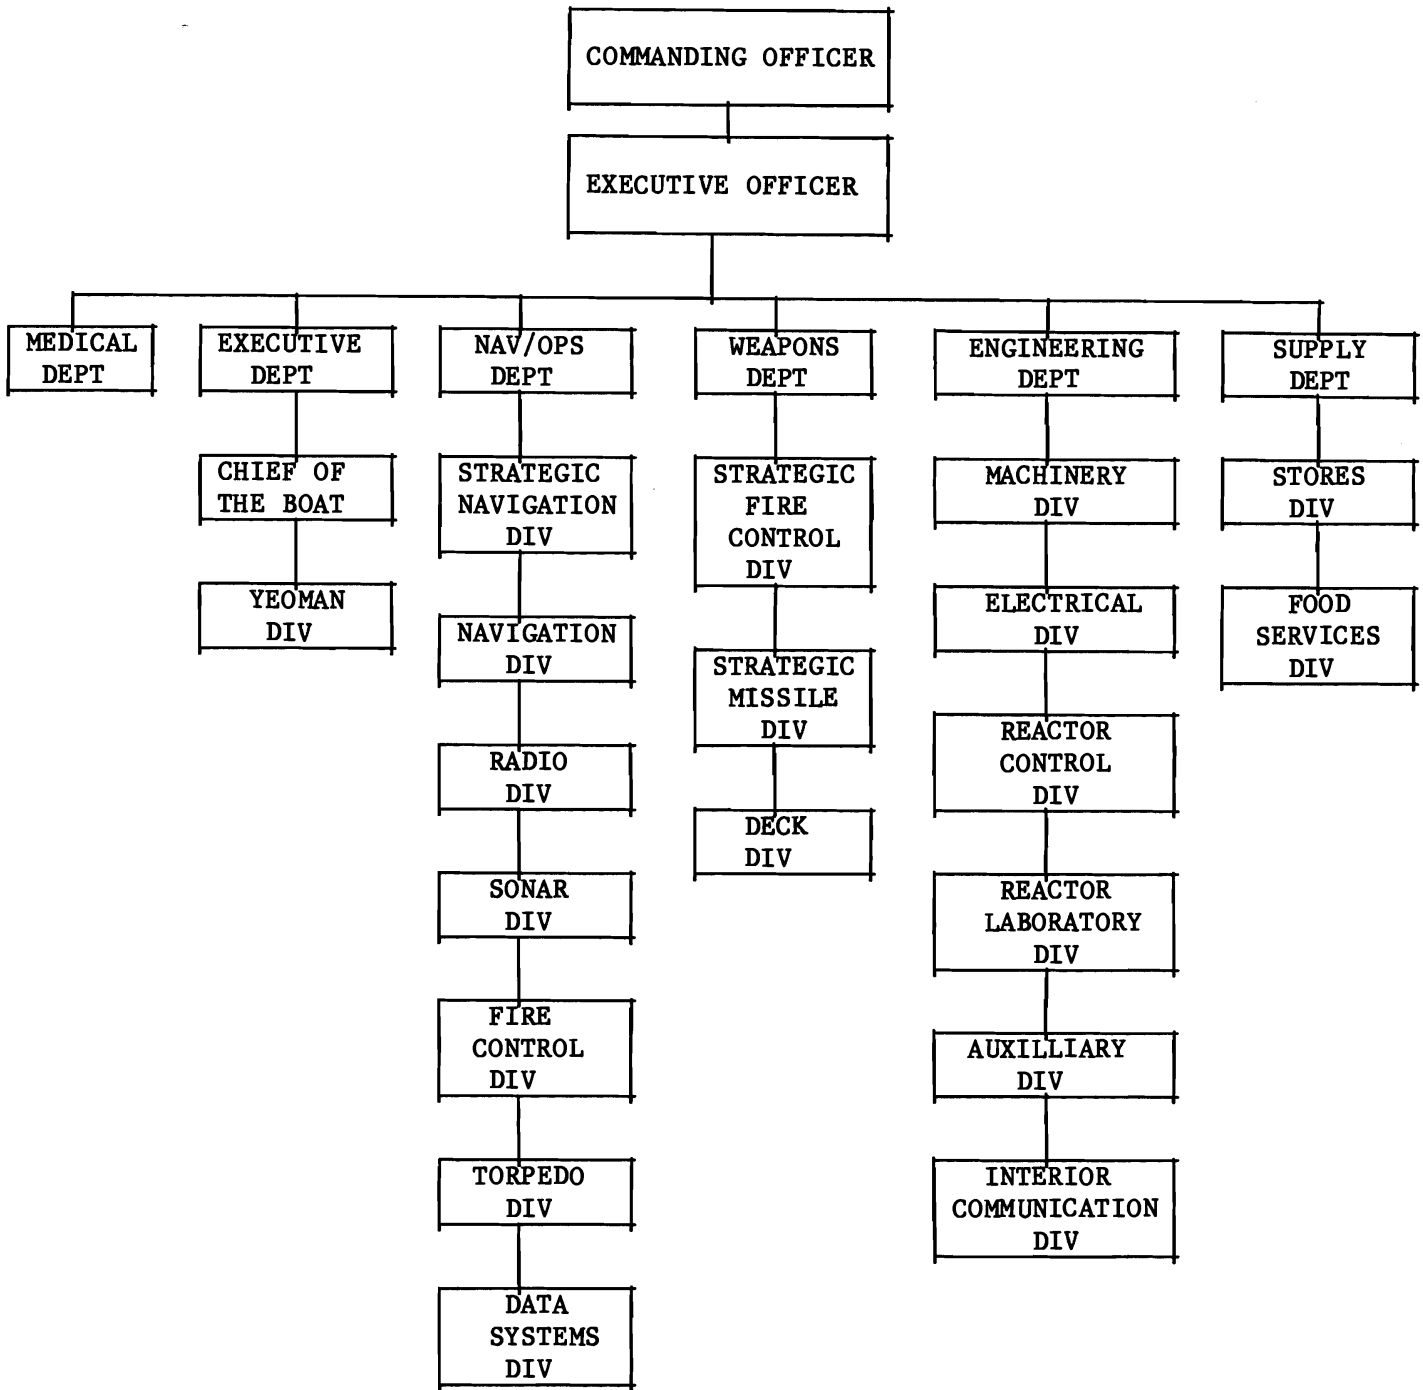 COMMANDING OFFICER
EXECUTIVE OFFICER
MEDICAL
DEPT
EXECUTIVE
DEPT
NAV/OPS
DEPT
WEAPONS
DEPT
ENGINEERING
DEPT
SUPPLY
DEPT
CHIEF OF
THE BOAT
YEOMAN
DIV
STRATEGIC
NAVIGATION
DIV
NAVIGATION
DIV
RADIO
DIV
SONAR
DIV
FIRE
CONTROL
DIV
TORPEDO
DIV
DATA
SYSTEMS
DIV
STRATEGIC
FIRE
CONTROL
DIV
STRATEGIC
MISSILE
DIV
DECK
DIV
MACHINERY
DIV
ELECTRICAL
DIV
REACTOR
CONTROL
DIV
REACTOR
LABORATORY
DIV
AUXILLIARY
DIV
INTERIOR
COMMUNICATION
DIV
STORES
DIV
FOOD
SERVICES
DIV